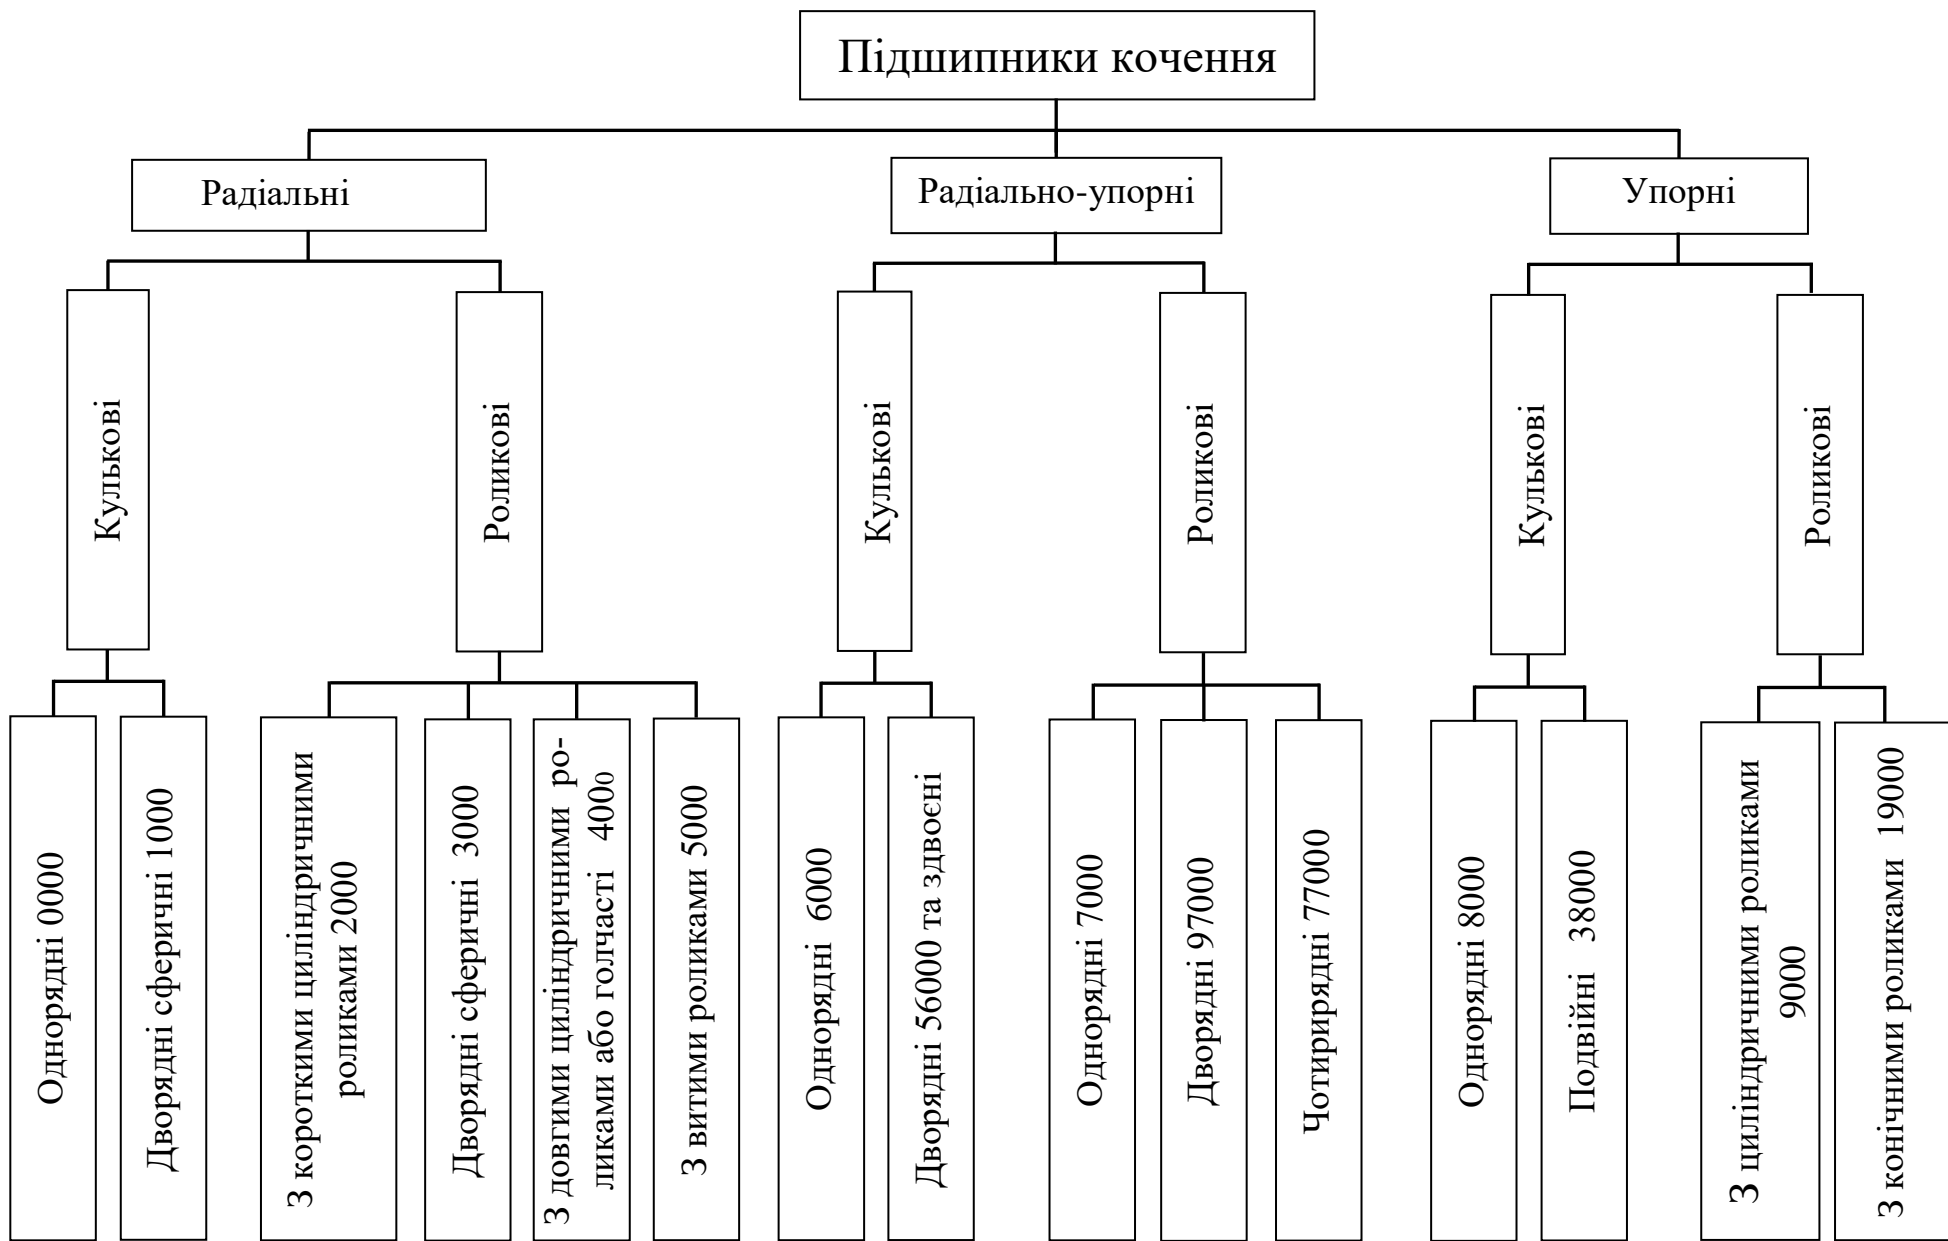 Підшипники кочення
Радіальні
Радіально-упорні
Упорні
Кулькові
Роликові
Кулькові
Роликові
Кулькові
Роликові
Однорядні 0000
Дворядні сферичні 1000
З короткими циліндричними
роликами 2000
Дворядні сферичні 3000
З довгими циліндричними ро-
ликами або голчасті 4000
З витими роликами 5000
Однорядні 6000
Дворядні 56000 та здвоєні
Однорядні 7000
Дворядні 97000
Чотирирядні 77000
Однорядні 8000
Подвійні 38000
З циліндричними роликами
9000
З конічними роликами 19000